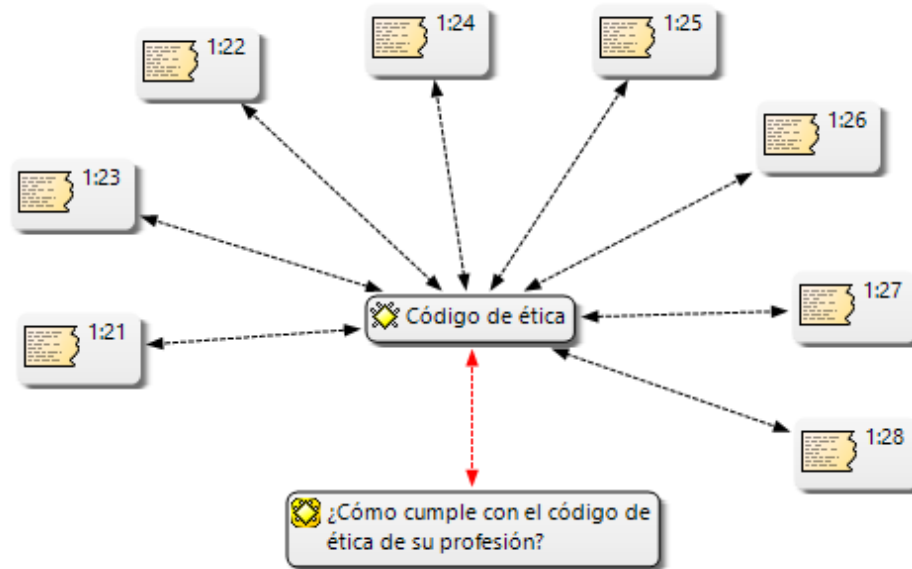 1:24
1:25
1:22
1:26
1:23
1:27
1:21
Código de ética
1:28
¿Cómo cumple con el código de
ética de su profesión?